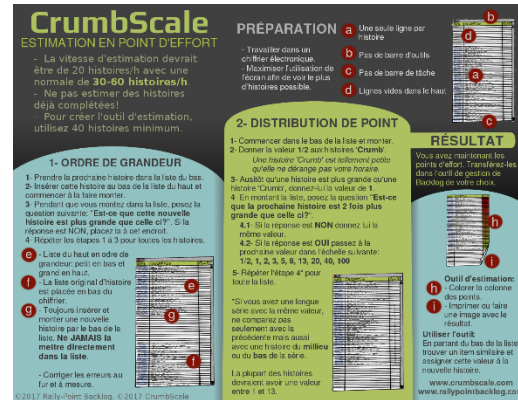 CrumbScale
ESTIMATION EN POINT D'EFFORT
- La vitesse d'estimation devrait
être de 20 histoires/h avec une
normale de 30-60 histoires/h.
- Ne pas estimer des histoires
déjà complétées!
- Pour créer l'outil d'estimation,
utilisez 40 histoires minimum.
PRÉPARATION
- Travailler dans un
chiffrier électronique.
- Maximiser l'utilisation de
l'écran afin de voir le plus
d'histoires possible.
a Une seule ligne par
histoire
b Pas de barre d'outils
c Pas de barre de tâche
d Lignes vides dans le haut
b
d
a
c
1- ORDRE DE GRANDEUR
1- Prendre la prochaine histoire dans la liste du bas.
2- Insérer cette histoire au bas de la liste du haut et
commencer à la faire monter.
3- Pendant que vous montez dans la liste, posez la
question suivante: "Est-ce que cette nouvelle
histoire est plus grande que celle ci?". Si la
réponse est NON, placez la à cet endroit.
4- Répéter les étapes 1 à 3 pour toutes les histoires.
e - Liste du haut en odre de
grandeur; petit en bas et
grand en haut.
f - La liste original d'histoire
est placée en bas du
chiffrier.
g - Toujours insérer et
monter une nouvelle
histoire par le bas de la
liste. Ne JAMAIS la
mettre directement
dans la liste.
- Corriger les erreurs au
fur et à mesure.
e
g
f
2- DISTRIBUTION DE POINT
1- Commencer dans le bas de la liste et monter.
2- Donner la valeur 1/2 aux histoires 'Crumb'.
Une histoire 'Crumb' est tellement petite
qu'elle ne dérange pas votre horaire.
3- Ausitôt qu'une histoire est plus grande qu'une
histoire 'Crumb', donnez-lui la valeur de 1.
4- En montant la liste, posez la question "Est-ce
que la prochaine histoire est 2 fois plus
grande que celle ci?".
4.1- Si la réponse est NON donnez lui la
même valeur.
4.2- Si la réponse est OUI passez à la
prochaine valeur dans l'échelle suivante:
1/2, 1, 2, 3, 5, 8, 13, 20, 40, 100
5- Répéter l'étape 4* pour
toute la liste.
*Si vous avez une longue
série avec la même valeur,
ne comparez pas
seulement avec la
précédente mais aussi
avec une histoire du milieu
ou du bas de la série.
La plupart des histoires
devraient avoir une valeur
entre 1 et 13.
RÉSULTAT
Vous avez maintenant les
points d'effort. Transférez-les
dans l'outil de gestion de
Backlog de votre choix.
h
i
Outil d'estimation:
h - Colorer la colonne
des points.
i - Imprimer ou faire
une image avec le
résultat.
Utiliser l'outil:
En partant du bas de la liste
trouver un item similaire et
assigner cette valeur à la
nouvelle histoire.
www.crumbscale.com
www.rallypointbacklog.co
©2017 Rally-Point Backlog, ©2017 CrumbScale